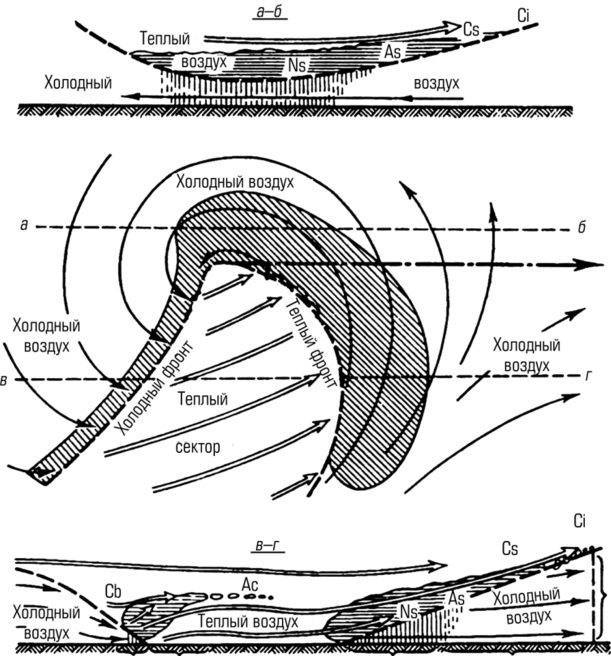 а–б
Ci
Cs
Теплый
As
воздух
Ns
Холодный
воздух
Холодный воздух
а
б
Холодный
воздух
Холодный фронт
Теплый фронт
Холодный
воздух
в
г
Теплый
сектор
в–г
Ci
Cs
Cb
Ac
As
Ns
Холодный
воздух
Теплый воздух
Холодный
воздух